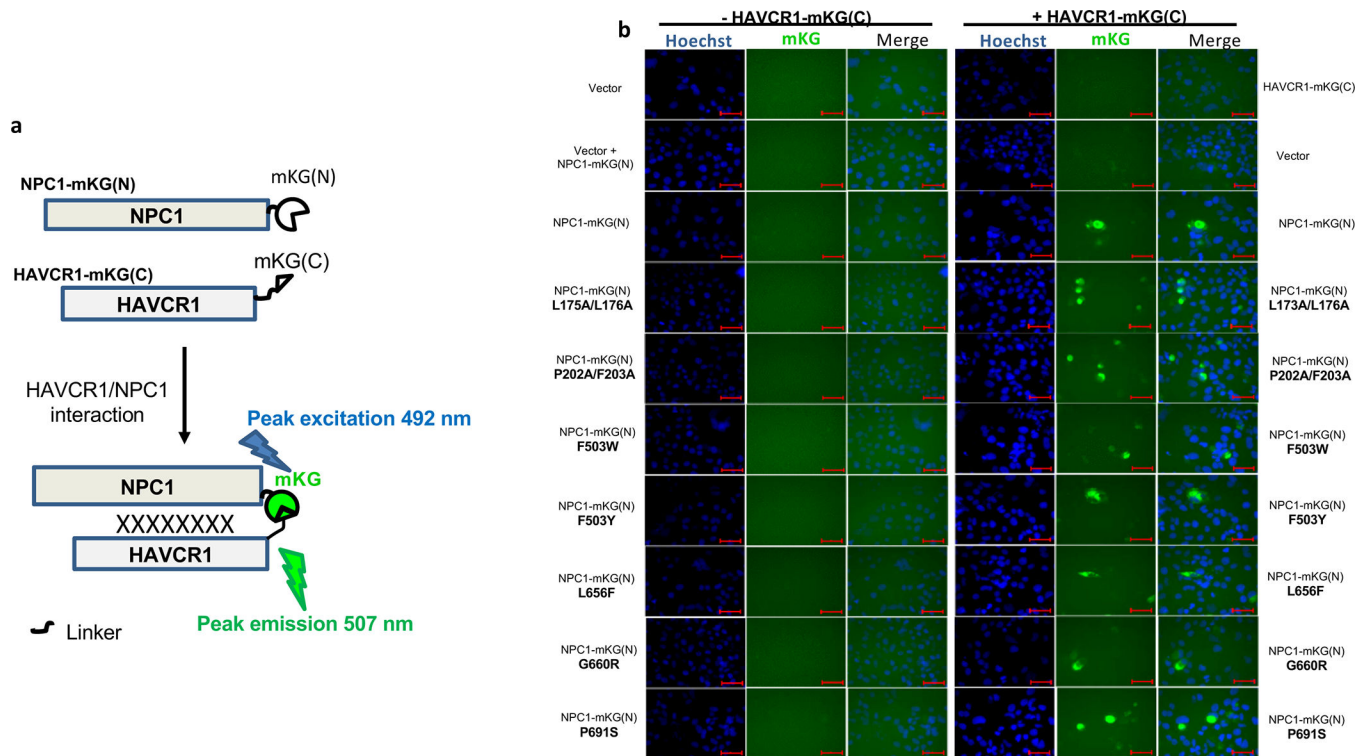 a
NPC1-mKG(N)
mKG(N)
NPC1
HAVCR1-mKG(C)
mKG(C)
HAVCR1
HAVCR1/NPC1
interaction
Peak excitation 492 nm
NPC1
mKG
XXXXXXXX
HAVCR1
Peak emission 507 nm
Linker
b
- HAVCR1-mKG(C)
+ HAVCR1-mKG(C)
Hoechst mKG Merge
Hoechst mKG Merge
Vector
HAVCR1-mKG(C)
Vector +
NPC1-mKG(N)
Vector
NPC1-mKG(N)
NPC1-mKG(N)
NPC1-mKG(N)
L175A/L176A
NPC1-mKG(N)
L173A/L176A
NPC1-mKG(N)
P202A/F203A
NPC1-mKG(N)
P202A/F203A
NPC1-mKG(N)
F503W
NPC1-mKG(N)
F503W
NPC1-mKG(N)
F503Y
NPC1-mKG(N)
F503Y
NPC1-mKG(N)
L656F
NPC1-mKG(N)
L656F
NPC1-mKG(N)
G660R
NPC1-mKG(N)
G660R
NPC1-mKG(N)
P691S
NPC1-mKG(N)
P691S